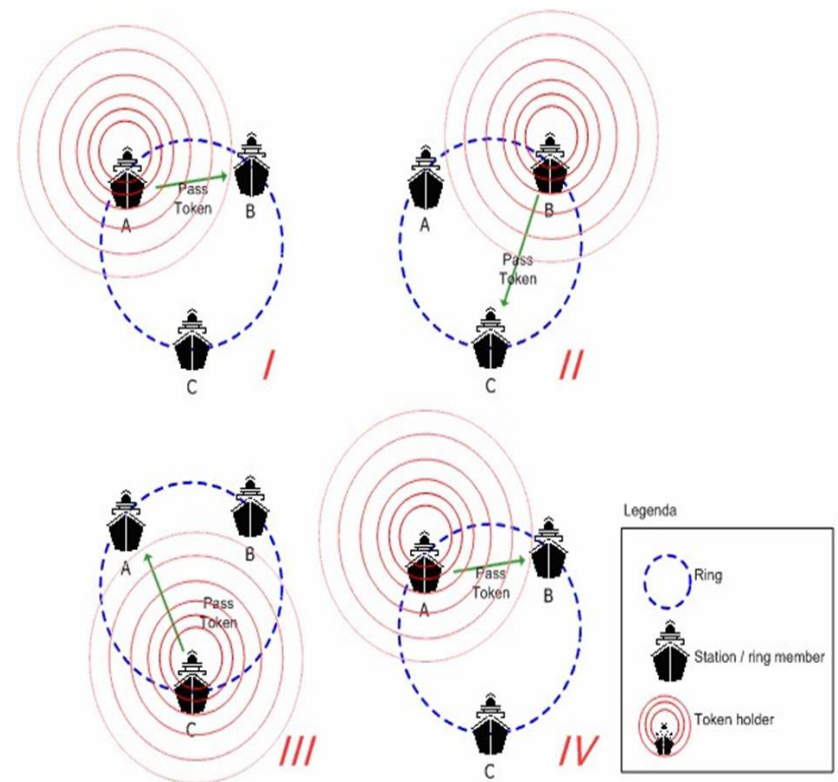 Pass
Token
A
B
C
I
Pass
Token
A
B
C
II
Pass
Token
A
B
C
III
Pass
Token
A
B
C
IV
Legenda
Ring
Station / ring member
Token holder